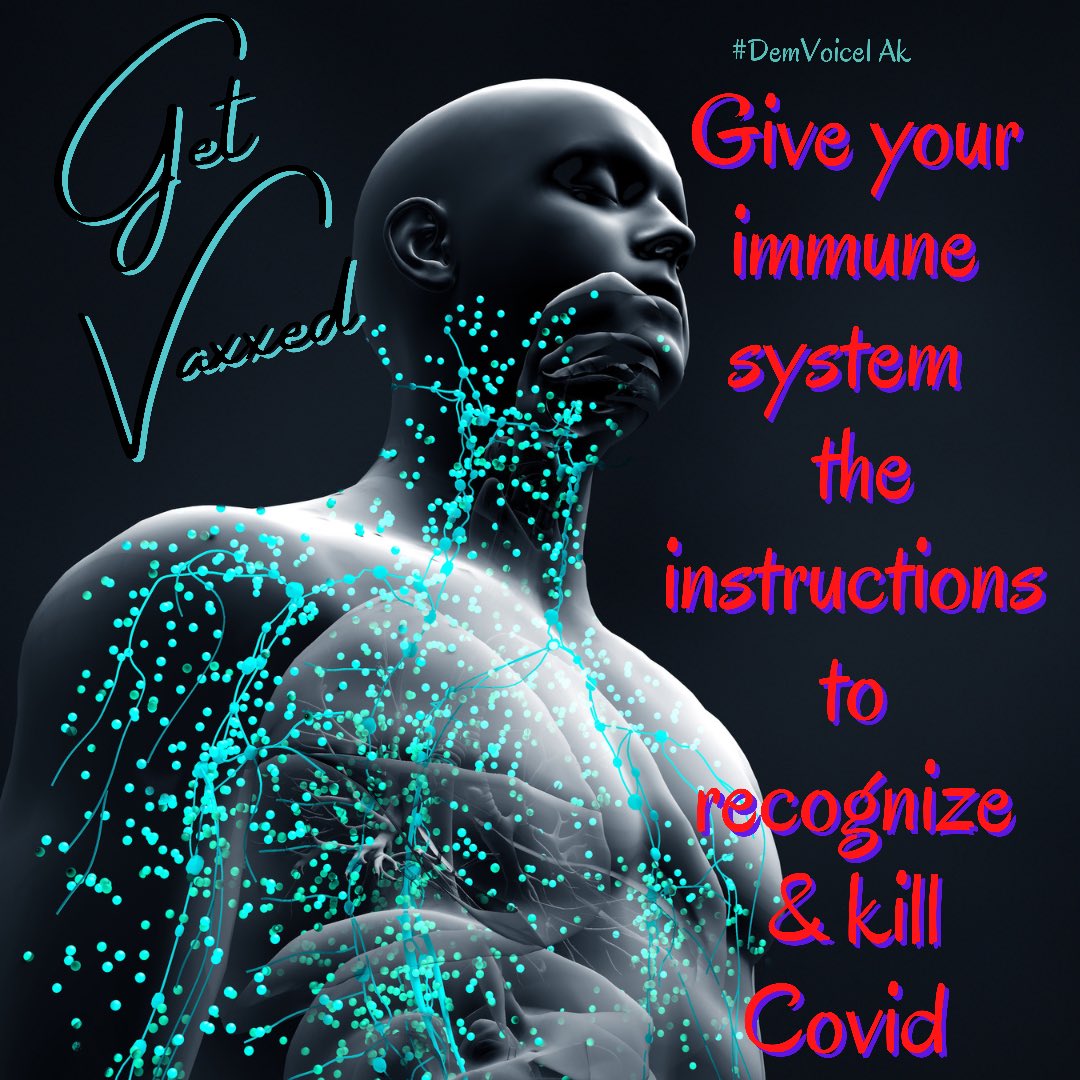 Get
Vaxxed
#DemVoice1 Ak
Give your
immune
system
the
instructions
to
recognize
& kill
Covid